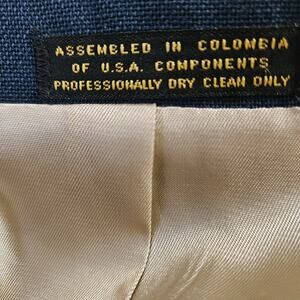 ASSEMBLED IN COLOMBIA
OF U.S.A. COMPONENTS
PROFESSIONALLY DRY CLEAN ONLY